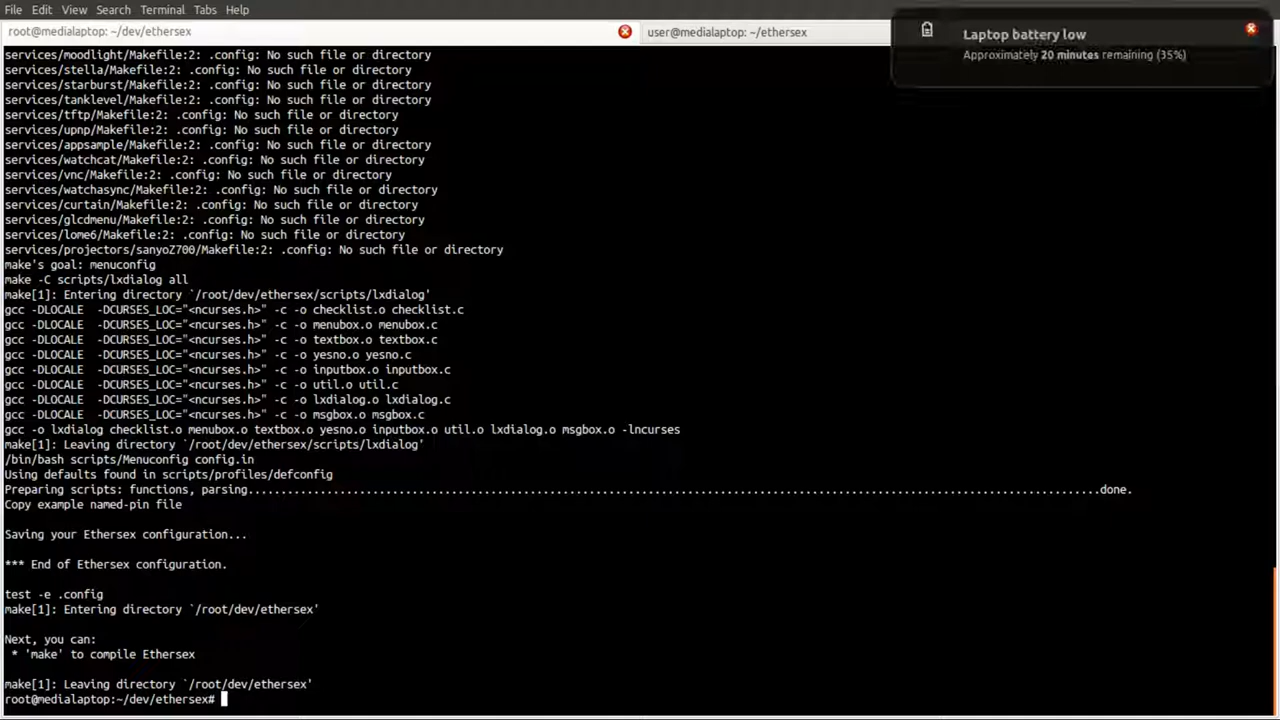 File Edit View Search Terminal Tabs Help
root@medialaptop: ~/dev/ethersex
user@medialaptop: ~/ethersex
Laptop battery low
Approximately 20 minutes remaining (35%)
services/moodlight/Makefile:2: .config: No such file or directory
services/stella/Makefile:2: .config: No such file or directory
services/starburst/Makefile:2: .config: No such file or directory
services/tanklevel/Makefile:2: .config: No such file or directory
services/tftp/Makefile:2: .config: No such file or directory
services/upnp/Makefile:2: .config: No such file or directory
services/appsample/Makefile:2: .config: No such file or directory
services/watchcat/Makefile:2: .config: No such file or directory
services/vnc/Makefile:2: .config: No such file or directory
services/watchasync/Makefile:2: .config: No such file or directory
services/curtain/Makefile:2: .config: No such file or directory
services/glcdmenu/Makefile:2: .config: No such file or directory
services/lome6/Makefile:2: .config: No such file or directory
services/projectors/sanyoZ700/Makefile:2: .config: No such file or directory
make's goal: menuconfig
make -C scripts/lxdialog all
make[1]: Entering directory `/root/dev/ethersex/scripts/lxdialog'
gcc -DLOCALE  -DCURSES_LOC="<ncurses.h>" -c -o checklist.o checklist.c
gcc -DLOCALE  -DCURSES_LOC="<ncurses.h>" -c -o menubox.o menubox.c
gcc -DLOCALE  -DCURSES_LOC="<ncurses.h>" -c -o textbox.o textbox.c
gcc -DLOCALE  -DCURSES_LOC="<ncurses.h>" -c -o yesno.o yesno.c
gcc -DLOCALE  -DCURSES_LOC="<ncurses.h>" -c -o inputbox.o inputbox.c
gcc -DLOCALE  -DCURSES_LOC="<ncurses.h>" -c -o util.o util.c
gcc -DLOCALE  -DCURSES_LOC="<ncurses.h>" -c -o lxdialog.o lxdialog.c
gcc -DLOCALE  -DCURSES_LOC="<ncurses.h>" -c -o msgbox.o msgbox.c
gcc -o lxdialog checklist.o menubox.o textbox.o yesno.o inputbox.o util.o lxdialog.o msgbox.o -lncurses
make[1]: Leaving directory `/root/dev/ethersex/scripts/lxdialog'
/bin/bash scripts/Menuconfig config.in
Using defaults found in scripts/profiles/defconfig
Preparing scripts: functions, parsing..................................................................................................................................done.
Copy example named-pin file
Saving your Ethersex configuration...
*** End of Ethersex configuration.
test -e .config
make[1]: Entering directory `/root/dev/ethersex'
Next, you can:
* 'make' to compile Ethersex
make[1]: Leaving directory `/root/dev/ethersex'
root@medialaptop:~/dev/ethersex#